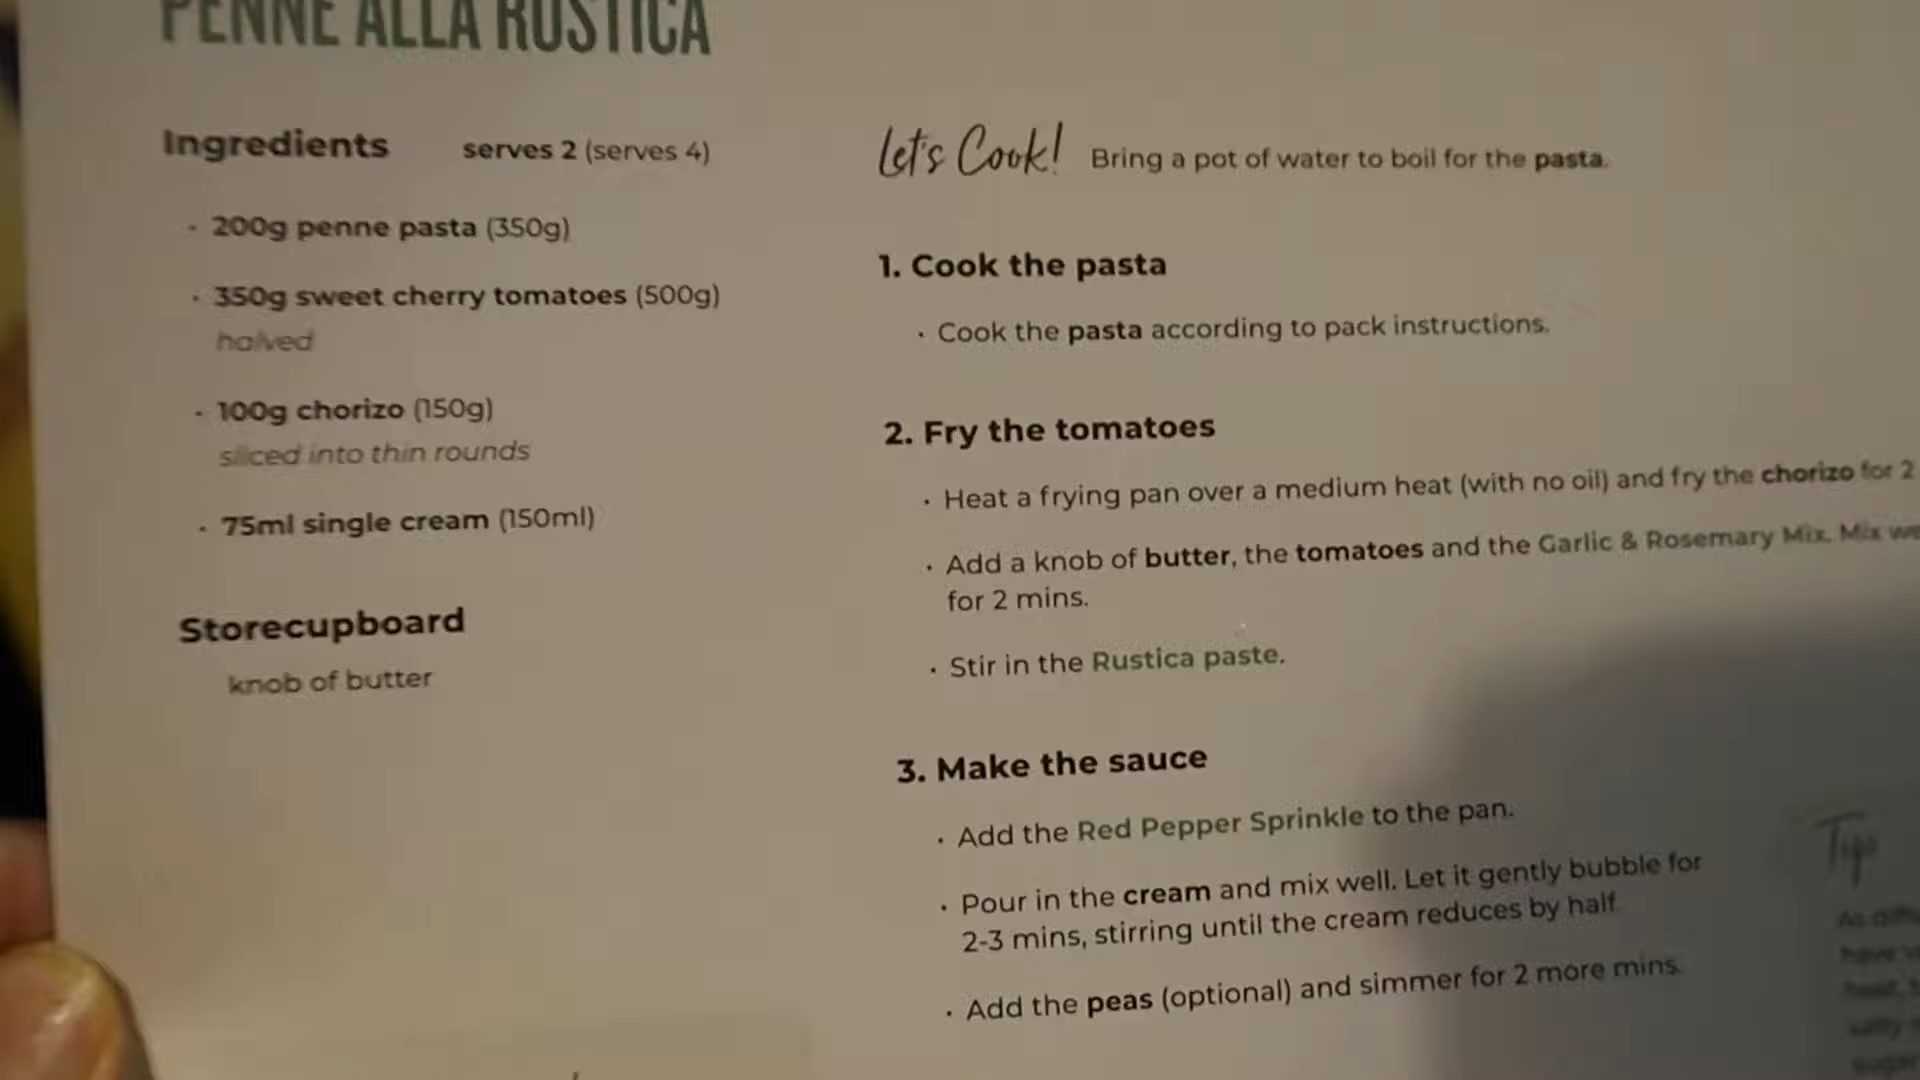 PENNE ALLA RUSTICA
Ingredients serves 2 (serves 4)
· 200g penne pasta (350g)
· 350g sweet cherry tomatoes (500g)
halved
· 100g chorizo (150g)
sliced into thin rounds
· 75ml single cream (150ml)
Storecupboard
knob of butter
Let's Cook! Bring a pot of water to boil for the pasta.
1. Cook the pasta
· Cook the pasta according to pack instructions.
2. Fry the tomatoes
· Heat a frying pan over a medium heat (with no oil) and fry the chorizo for 2
· Add a knob of butter, the tomatoes and the Garlic & Rosemary Mix. Mix
for 2 mins.
· Stir in the Rustica paste.
3. Make the sauce
· Add the Red Pepper Sprinkle to the pan.
· Pour in the cream and mix well. Let it gently bubble for
2-3 mins, stirring until the cream reduces by half.
· Add the peas (optional) and simmer for 2 more mins.
As
have